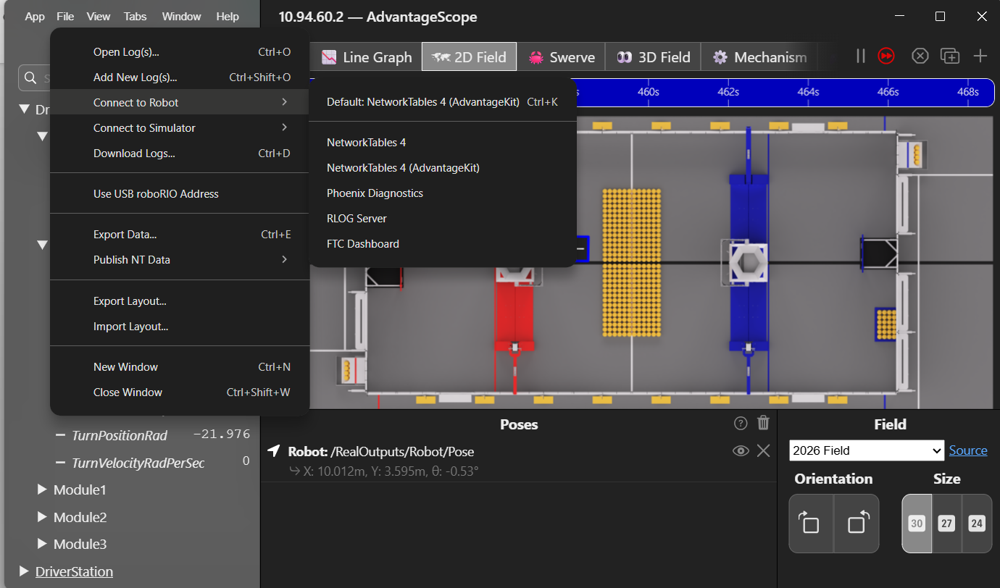 App File View Tabs Window Help
10.94.60.2 — AdvantageScope
Open Log(s)... Ctrl+O
Add New Log(s)... Ctrl+Shift+O
Connect to Robot
Connect to Simulator
Download Logs... Ctrl+D
Use USB roboRIO Address
Export Data... Ctrl+E
Publish NT Data
Export Layout...
Import Layout...
New Window Ctrl+N
Close Window Ctrl+Shift+W
Default: NetworkTables 4 (AdvantageKit) Ctrl+K
NetworkTables 4
NetworkTables 4 (AdvantageKit)
Phoenix Diagnostics
RLOG Server
FTC Dashboard
Line Graph 2D Field Swerve 3D Field Mechanism
s 460s 462s 464s 466s 468s
S
Dr
TurnPositionRad -21.976
TurnVelocityRadPerSec 0
Module1
Module2
Module3
DriverStation
Poses
Robot: /RealOutputs/Robot/Pose
X: 10.012m, Y: 3.595m, θ: -0.53°
Field
2026 Field Source
Orientation Size
30 27 24